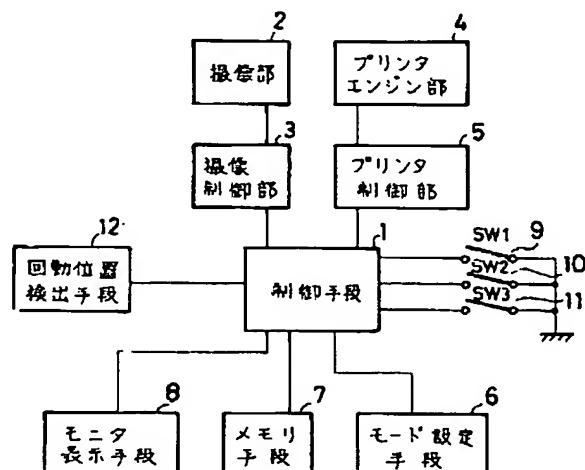 2
撮像部
4
プリンタ
エンジン部
3
撮像
制御部
5
プリンタ
制御部
12
回動位置
検出手段
1
制御手段
SW1
9
SW2
10
SW3
11
8
モニタ
表示手段
7
メモリ
手段
6
モード設定
手段